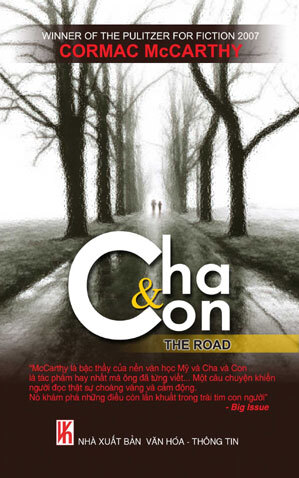 WINNER OF THE PULITZER FOR FICTION 2007
CORMAC McCARTHY
Cha
& Con
THE ROAD
"McCarthy là bậc thầy của nền văn học Mỹ và Cha và Con
là tác phẩm hay nhất mà ông đã từng viết... Một câu chuyện khiến
người đọc thật sự choáng váng và cảm động.
Nó khám phá những điều còn lẩn khuất trong trái tim con người"
- Big Issue
NHÀ XUẤT BẢN VĂN HÓA - THÔNG TIN